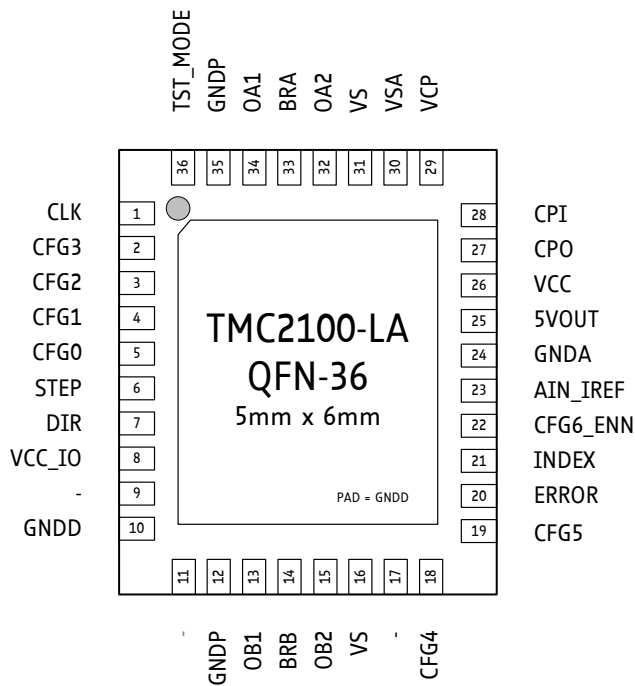 TST_MODE
GNDP
OA1
BRA
OA2
VS
VSA
VCP
36
35
34
33
32
31
30
29
CLK 1
CFG3 2
CFG2 3
CFG1 4
CFG0 5
STEP 6
DIR 7
VCC_IO 8
- 9
GNDD 10
TMC2100-LA
QFN-36
5mm x 6mm
PAD = GNDD
28 CPI
27 CPO
26 VCC
25 5VOUT
24 GNDA
23 AIN_IREF
22 CFG6_ENN
21 INDEX
20 ERROR
19 CFG5
11
12
13
14
15
16
17
18
-
GNDP
OB1
BRB
OB2
VS
-
CFG4